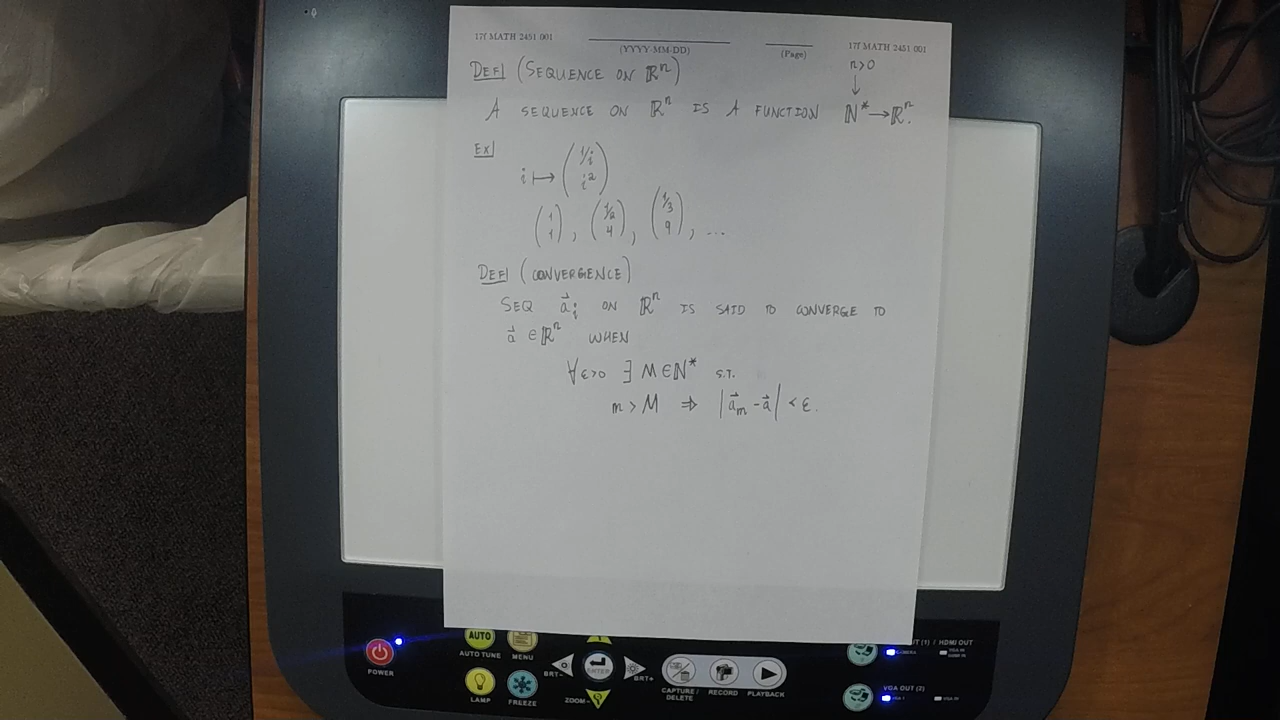 17f MATH 2451 001
(YYYY-MM-DD)
(Page)
17f MATH 2451 001
n>0
↓
DEF (SEQUENCE ON ℝⁿ)
A SEQUENCE ON ℝⁿ IS A FUNCTION ℕ* → ℝⁿ.
EX
i ↦ (1/i, i²)
(1, 1), (1/2, 4), (1/3, 9), ...
DEF (CONVERGENCE)
SEQ a⃗ᵢ ON ℝⁿ IS SAID TO CONVERGE TO
a⃗ ∈ ℝⁿ WHEN
∀ε>0 ∃ M∈ℕ* S.T.
m > M ⇒ |a⃗ₘ - a⃗| < ε.
POWER
AUTO
AUTO TUNE
MENU
LAMP
FREEZE
BRT-
ENTER
BRT+
ZOOM-
CAPTURE /
DELETE
RECORD
PLAYBACK
UT (1) / HDMI OUT
VGA OUT (2)